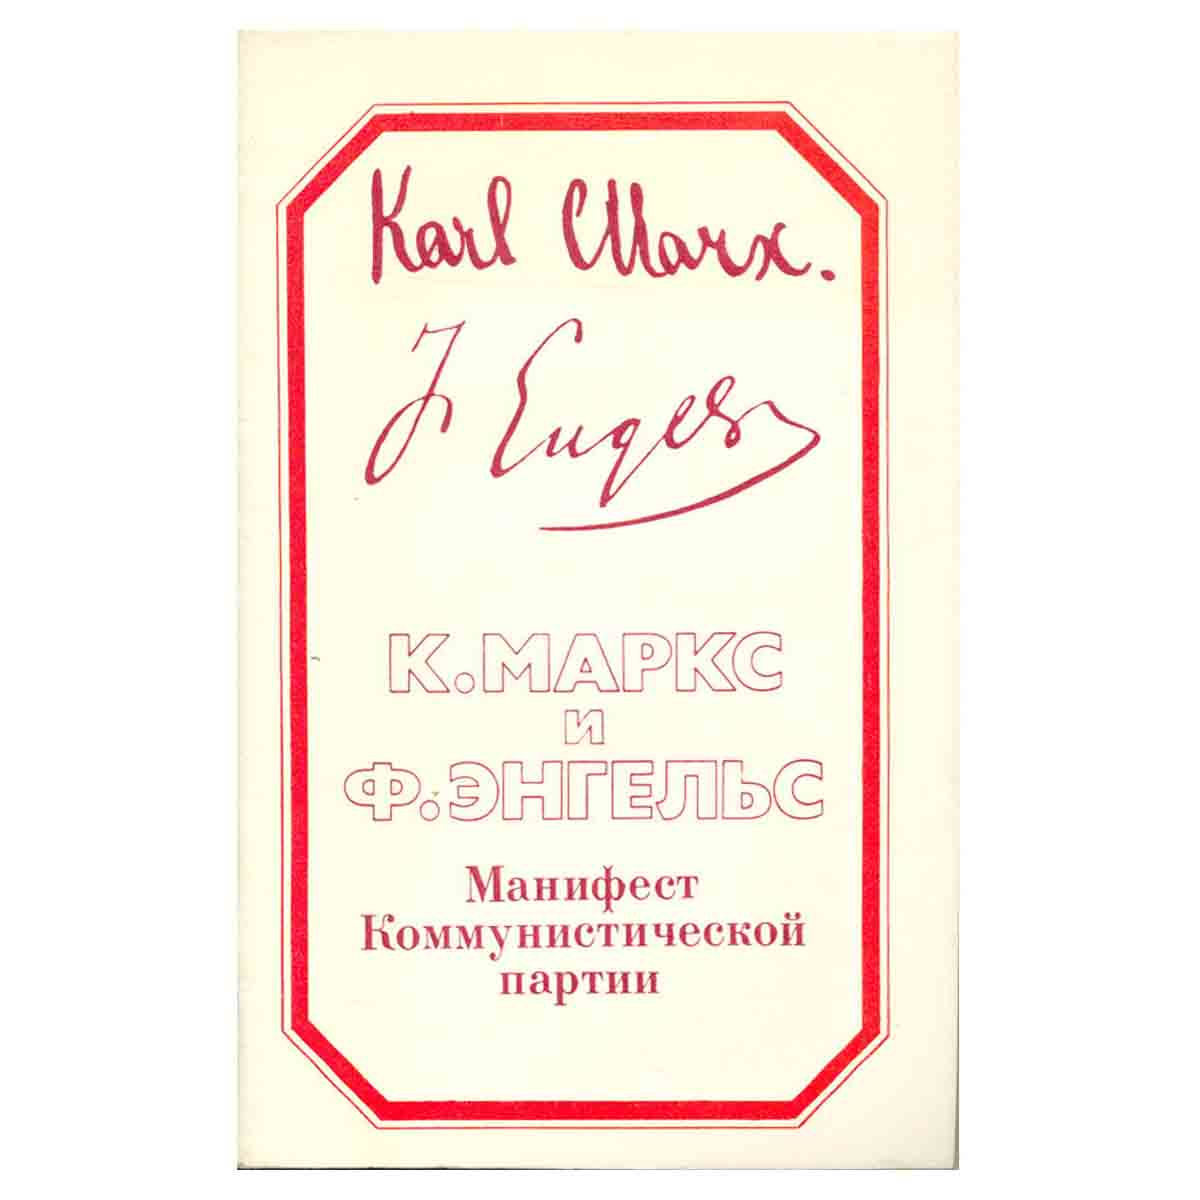 Karl Marx.
F Engels
К. МАРКС
и
Ф. ЭНГЕЛЬС
Манифест
Коммунистической
партии